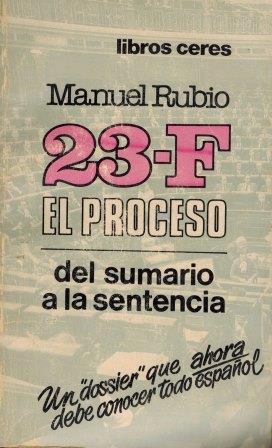 libros ceres
Manuel Rubio
23-F
EL PROCESO
del sumario
a la sentencia
Un "dossier" que ahora
debe conocer todo español